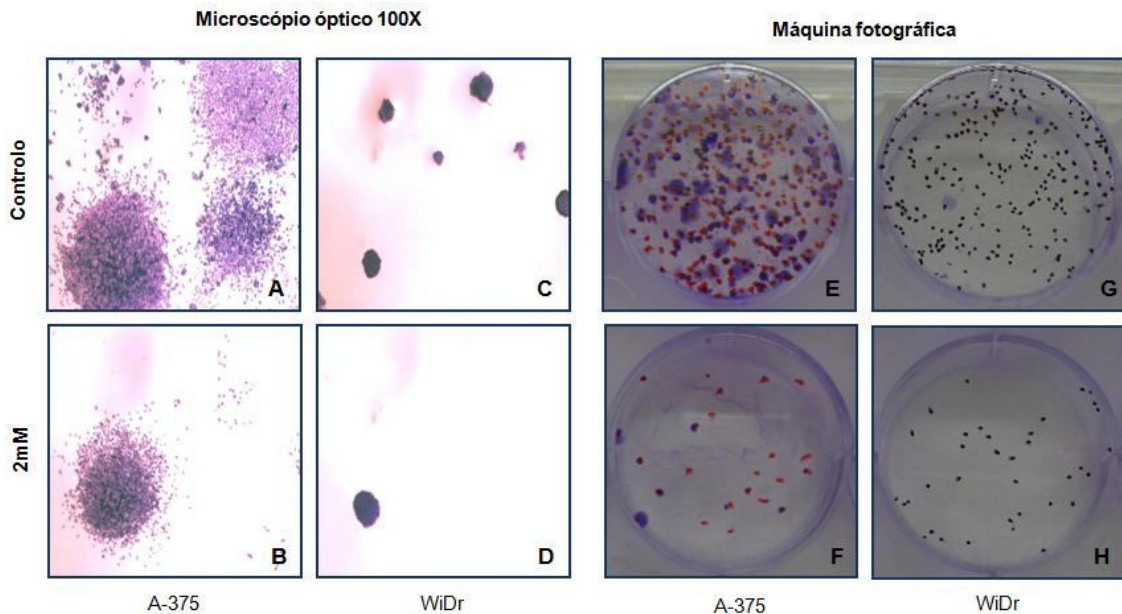 Microscópio óptico 100X
Máquina fotográfica
Controlo
A
C
E
G
2mM
B
D
F
H
A-375
WiDr
A-375
WiDr